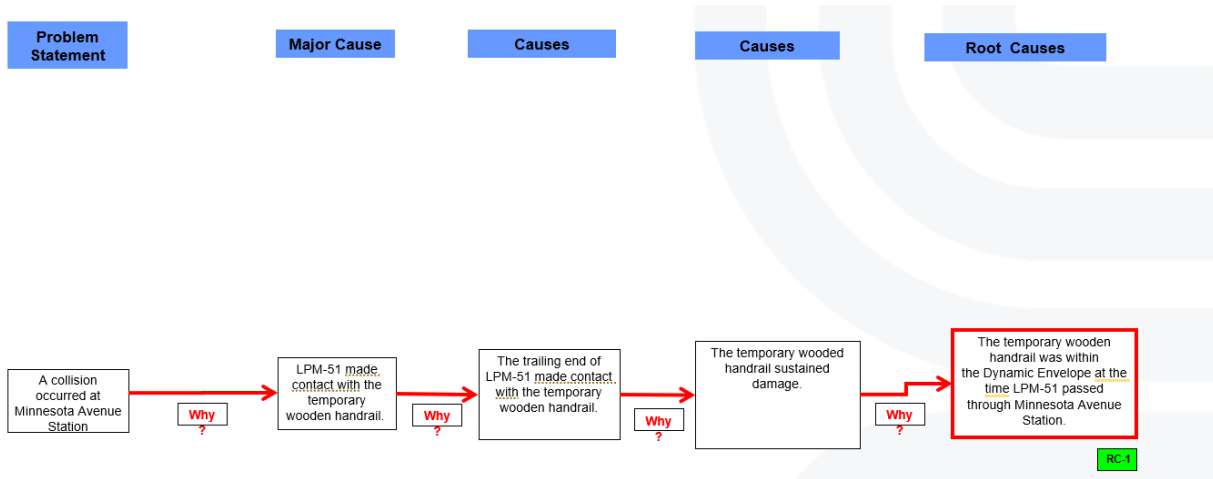 Problem
Statement
Major Cause
Causes
Causes
Root Causes
A collision
occurred at
Minnesota Avenue
Station
Why
?
LPM-51 made
contact with the
temporary
wooden handrail.
Why
?
The trailing end of
LPM-51 made contact
with the temporary
wooden handrail.
Why
?
The temporary wooded
handrail sustained
damage.
Why
?
The temporary wooden
handrail was within
the Dynamic Envelope at the
time LPM-51 passed
through Minnesota Avenue
Station.
RC-1